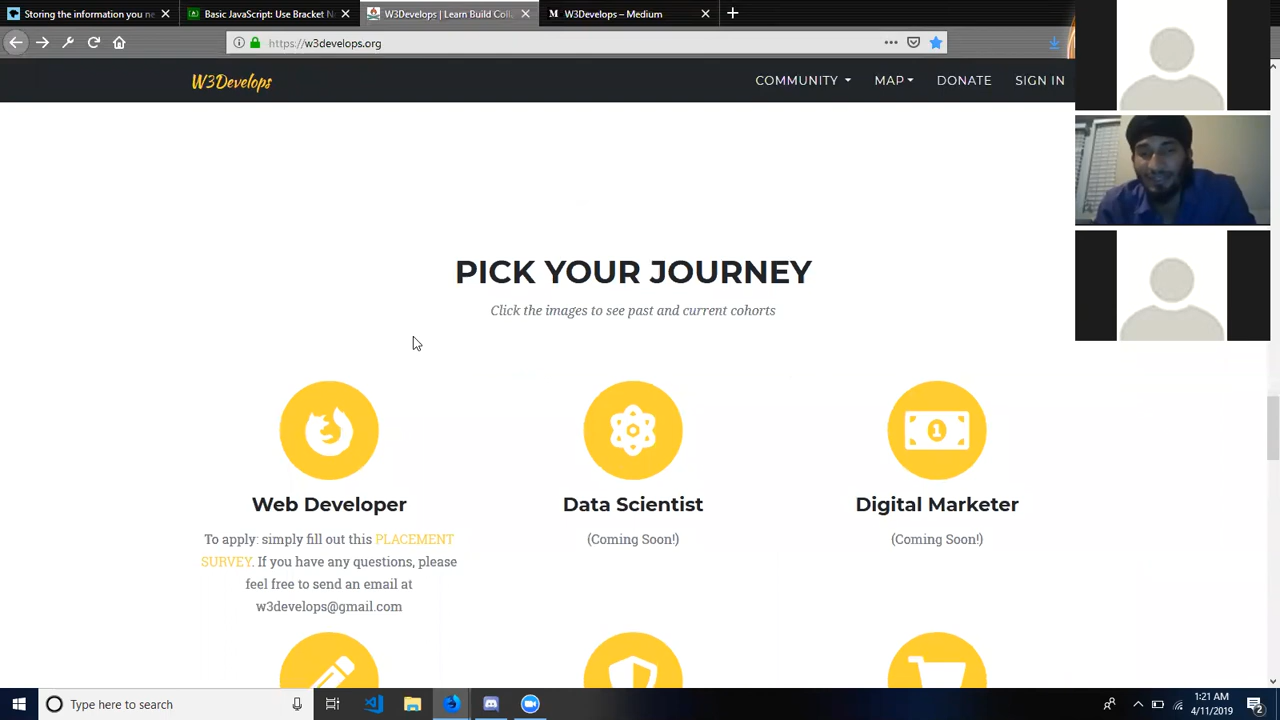 Storing the information you ne
Basic JavaScript: Use Bracket N
W3Develops | Learn Build Coll
W3Develops – Medium
https://w3develops.org
W3Develops
COMMUNITY
MAP
DONATE
SIGN IN
PICK YOUR JOURNEY
Click the images to see past and current cohorts
1
Web Developer
Data Scientist
Digital Marketer
To apply: simply fill out this PLACEMENT
SURVEY. If you have any questions, please
feel free to send an email at
w3develops@gmail.com
(Coming Soon!)
(Coming Soon!)
Type here to search
1:21 AM
4/11/2019
2